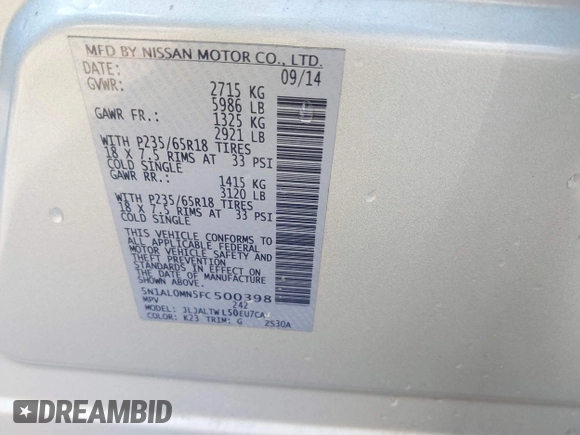 MFD BY NISSAN MOTOR CO., LTD.
DATE: 09/14
GVWR: 2715 KG
5986 LB
GAWR FR.: 1325 KG
2921 LB
WITH P235/65R18 TIRES
18 X 7.5 RIMS AT 33 PSI
COLD SINGLE
GAWR RR.: 1415 KG
3120 LB
WITH P235/65R18 TIRES
18 X 7.5 RIMS AT 33 PSI
COLD SINGLE
THIS VEHICLE CONFORMS TO
ALL APPLICABLE FEDERAL
MOTOR VEHICLE SAFETY AND
THEFT PREVENTION
STANDARDS IN EFFECT ON
THE DATE OF MANUFACTURE
SHOWN ABOVE.
5N1AL0MN5FC500398
MPV 242
MODEL: JLJALTWL50EU7CA
COLOR: K23 TRIM: G 2S30A
DREAMBID